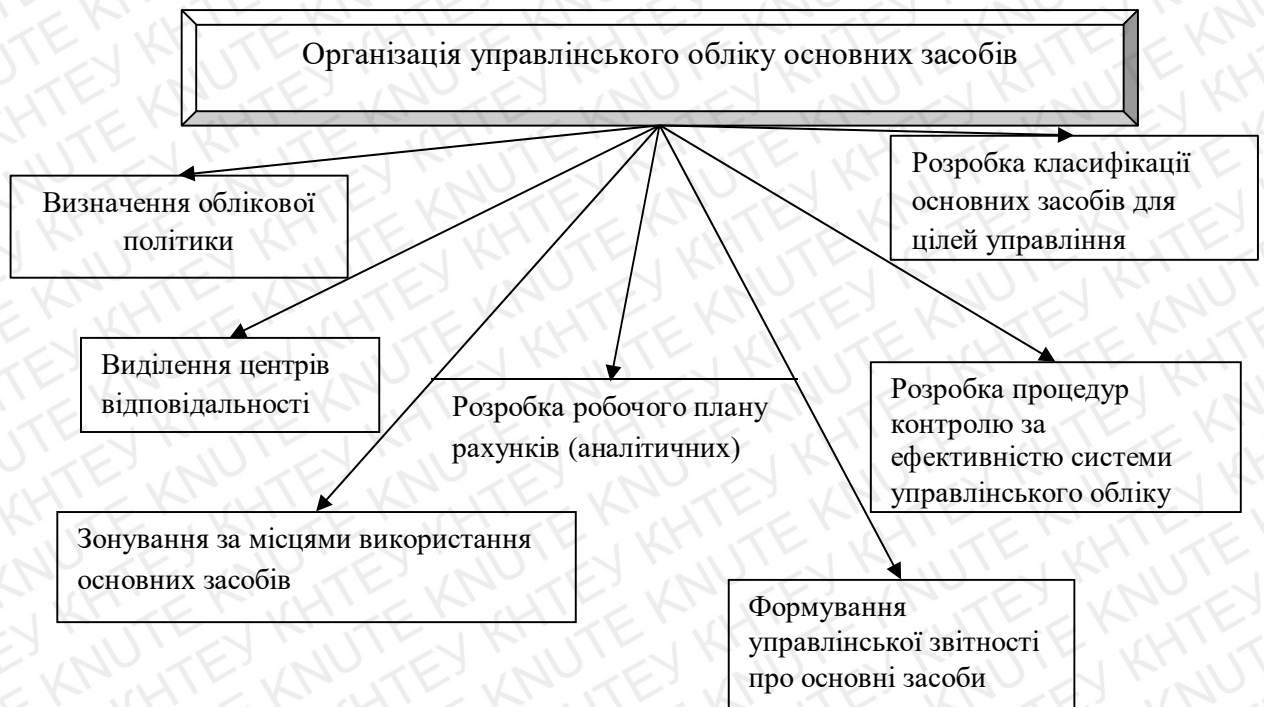 Організація управлінського обліку основних засобів
Визначення облікової
політики
Розробка класифікації
основних засобів для
цілей управління
Виділення центрів
відповідальності
Розробка робочого плану
рахунків (аналітичних)
Розробка процедур
контролю за
ефективністю системи
управлінського обліку
Зонування за місцями використання
основних засобів
Формування
управлінської звітності
про основні засоби